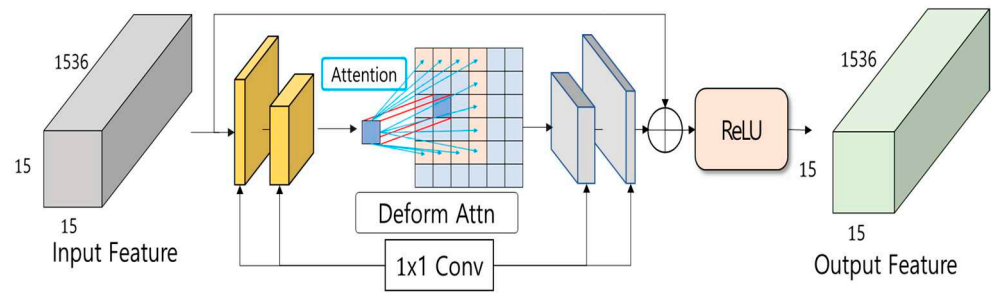 1536
15
15
Input Feature
Attention
Deform Attn
1x1 Conv
ReLU
1536
15
15
Output Feature